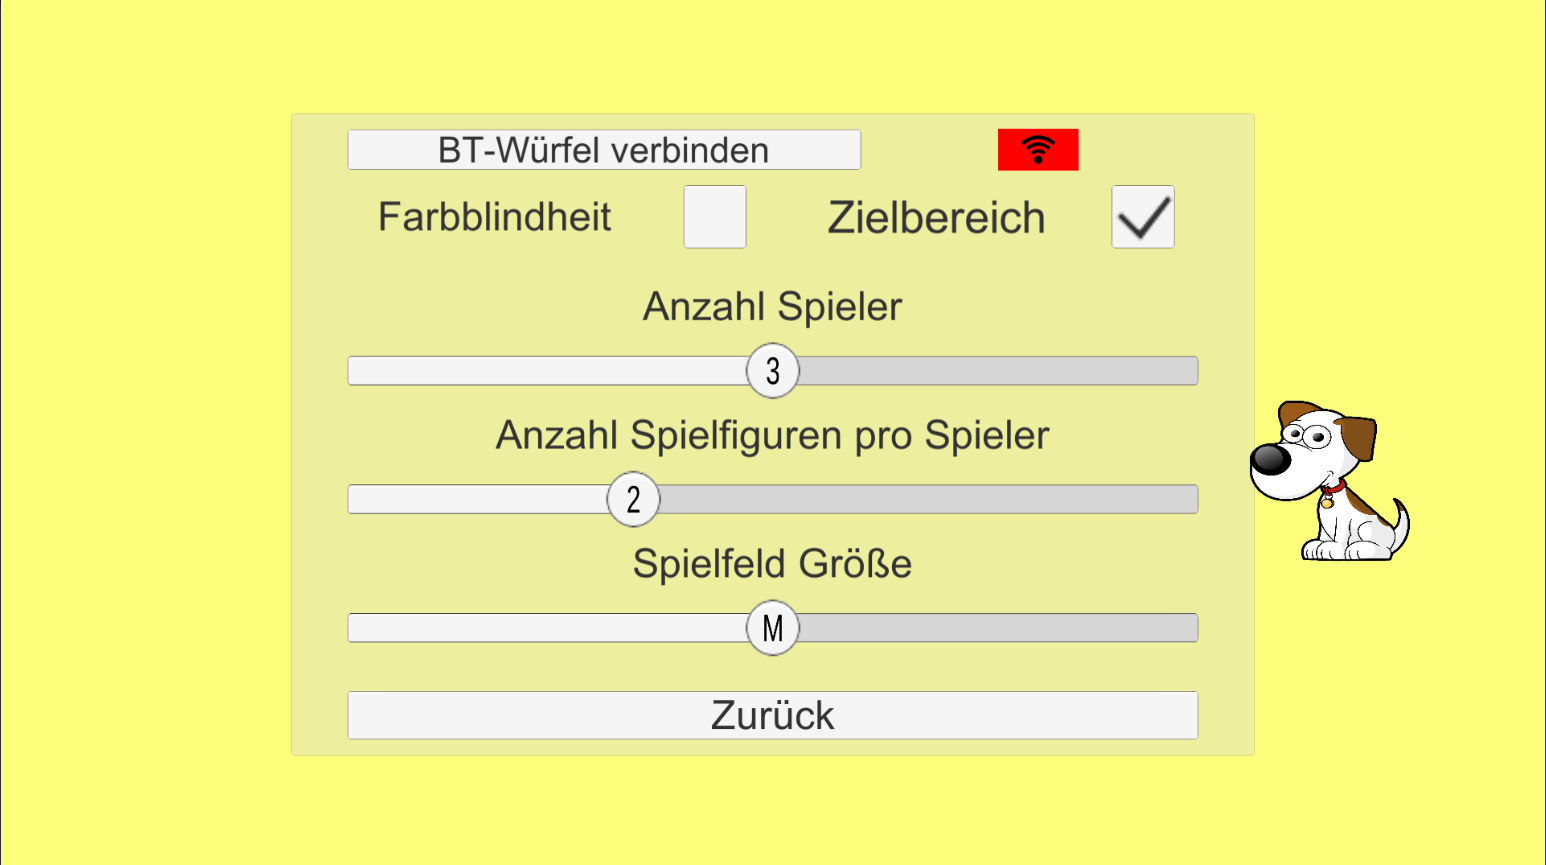 BT-Würfel verbinden
Farbblindheit
Zielbereich
Anzahl Spieler
3
Anzahl Spielfiguren pro Spieler
2
Spielfeld Größe
M
Zurück